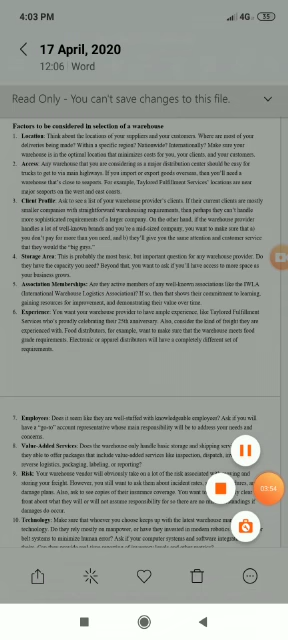 4:03 PM
4G
35
17 April, 2020
12:06 Word
Read Only - You can't save changes to this file.
Factors to be considered in selection of a warehouse
1. Location: Think about the locations of your suppliers and your customers. Where are most of your
deliveries being made? Within a specific region? Nationwide? Internationally? Make sure your
warehouse is in the optimal location that minimizes costs for you, your clients, and your customers.
2. Access: Any warehouse that you are considering as a major distribution center should be easy for
trucks to get to via main highways. If you import or export goods overseas, then you'll need a
warehouse that's close to seaports. For example, Taylored Fulfillment Services' locations are near
major seaports on the west and east coasts.
3. Client Profile: Ask to see a list of your warehouse provider's clients. If their current clients are mostly
smaller companies with straightforward warehousing requirements, then perhaps they can't handle
more sophisticated requirements of a larger company. On the other hand, if the warehouse provider
handles a lot of well-known brands and you're a mid-sized company, you want to make sure that a)
you don't pay for more than you need, and b) they'll give you the same attention and customer service
that they would the "big guys."
4. Storage Area: This is probably the most basic, but important question for any warehouse provider. Do
they have the capacity you need? Beyond that, you want to ask if you'll have access to more space as
your business grows.
5. Association Memberships: Are they active members of any well-known associations like the IWLA
(International Warehouse Logistics Association)? If so, then that shows their commitment to learning,
gaining resources for improvement, and demonstrating their value over time.
6. Experience: You want your warehouse provider to have ample experience, like Taylored Fulfillment
Services who's proudly celebrating their 25th anniversary. Also, consider the kind of freight they are
experienced with. Food distributors, for example, want to make sure that the warehouse meets food
grade requirements. Electronic or apparel distributors will have a completely different set of
requirements.
7. Employees: Does it seem like they are well-staffed with knowledgeable employees? Ask if you will
have a "go-to" account representative whose main responsibility will be to address your needs and
concerns.
8. Value-Added Services: Does the warehouse only handle basic storage and shipping
they able to offer packages that include value-added services like inspection,
reverse logistics, packaging, labeling, or reporting?
9. Risk: Your warehouse vendor will obviously take on a lot of the risk associated and
storing your freight. However, you still want to them about incident rates,
damage plans. Also, ask to see copies of their insurance coverage. You want clear
from about what they will or will not assume responsibility for so there are no if
damages do occur.
10. Technology: Make sure that whoever you choose keeps up with the latest warehouse
technology. Do they rely mostly on manpower, or have they invested in modern
belt systems to minimize human error? Ask if your computer systems and software
03:54